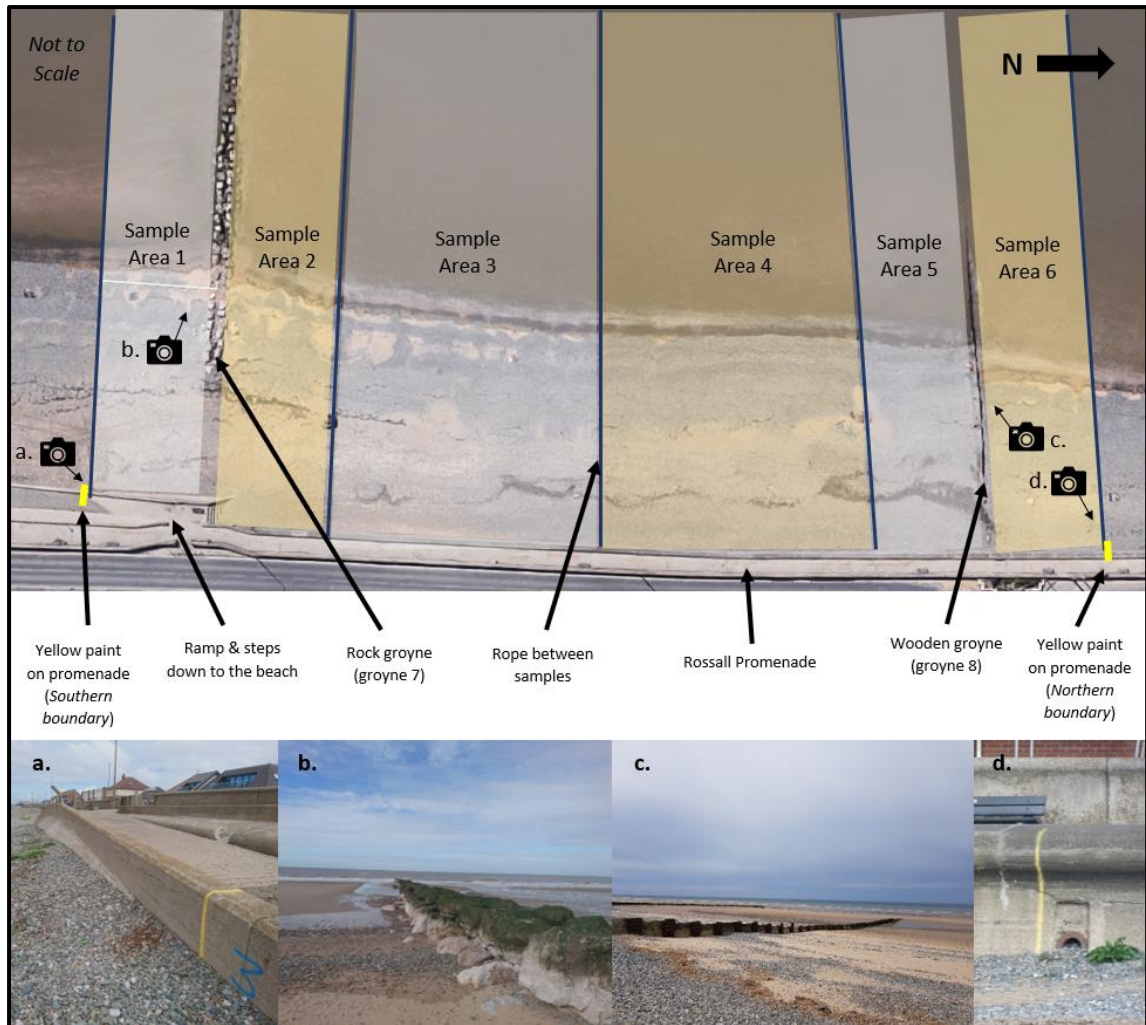 Not to
Scale
N
Sample
Area 1
Sample
Area 2
Sample
Area 3
Sample
Area 4
Sample
Area 5
Sample
Area 6
b.
a.
c.
d.
Yellow paint
on promenade
(Southern
boundary)
Ramp & steps
down to the beach
Rock groyne
(groyne 7)
Rope between
samples
Rossall Promenade
Wooden groyne
(groyne 8)
Yellow paint
on promenade
(Northern
boundary)
a.
b.
c.
d.